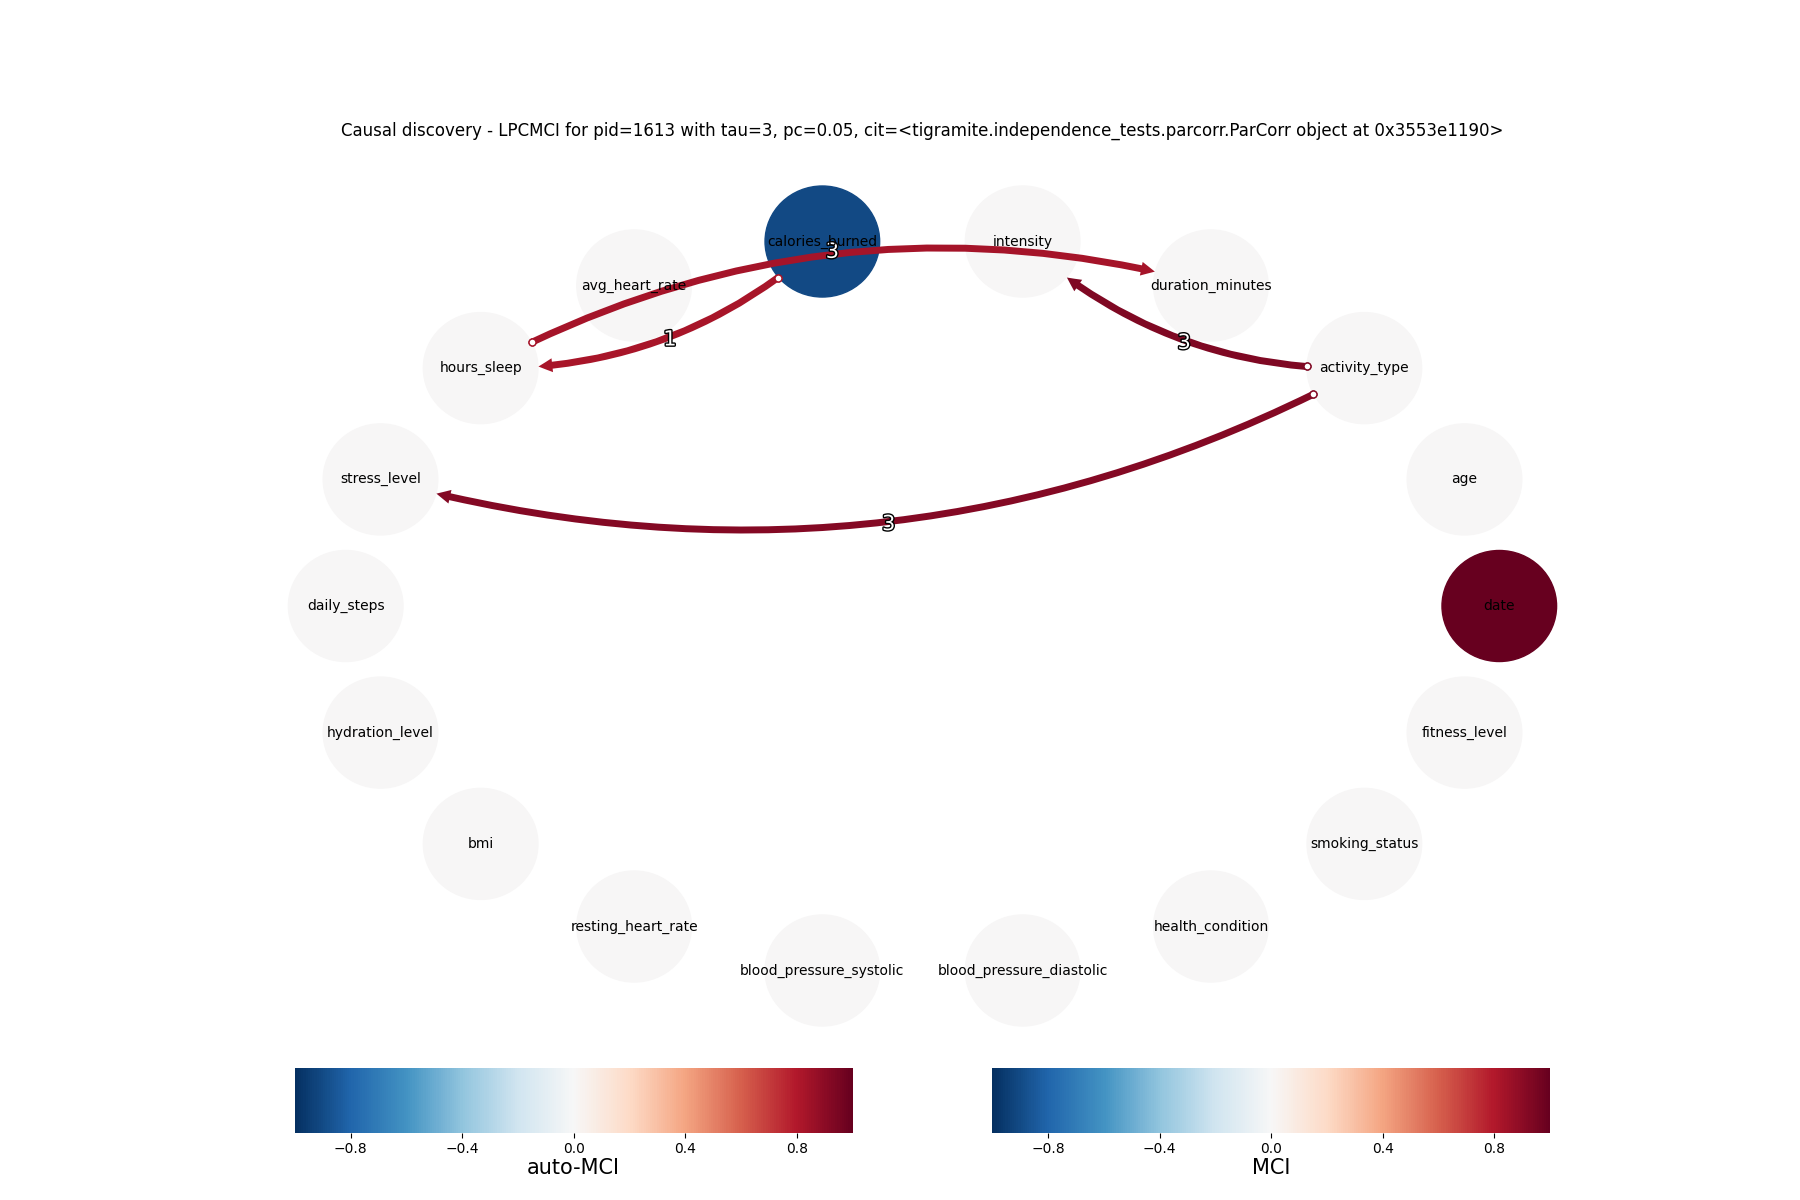 Causal discovery - LPCMCI for pid=1613 with tau=3, pc=0.05, cit=<tigramite.independence_tests.parcorr.ParCorr object at 0x3553e1190>
calories_burned
intensity
3
avg_heart_rate
duration_minutes
1
3
hours_sleep
activity_type
stress_level
age
3
daily_steps
date
hydration_level
fitness_level
bmi
smoking_status
resting_heart_rate
health_condition
blood_pressure_systolic
blood_pressure_diastolic
−0.8 −0.4 0.0 0.4 0.8
auto-MCI
−0.8 −0.4 0.0 0.4 0.8
MCI